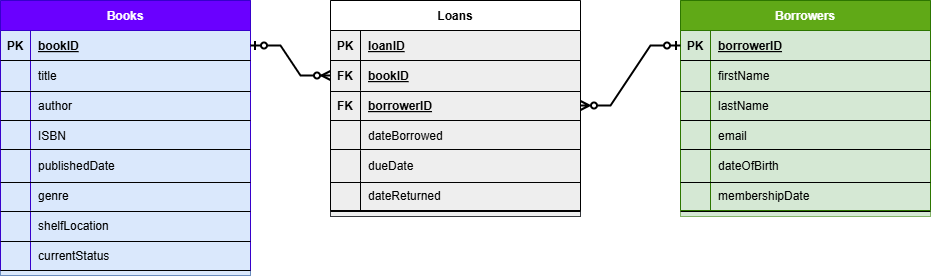 Books
PK bookID
title
author
ISBN
publishedDate
genre
shelfLocation
currentStatus
Loans
PK loanID
FK bookID
FK borrowerID
dateBorrowed
dueDate
dateReturned
Borrowers
PK borrowerID
firstName
lastName
email
dateOfBirth
membershipDate